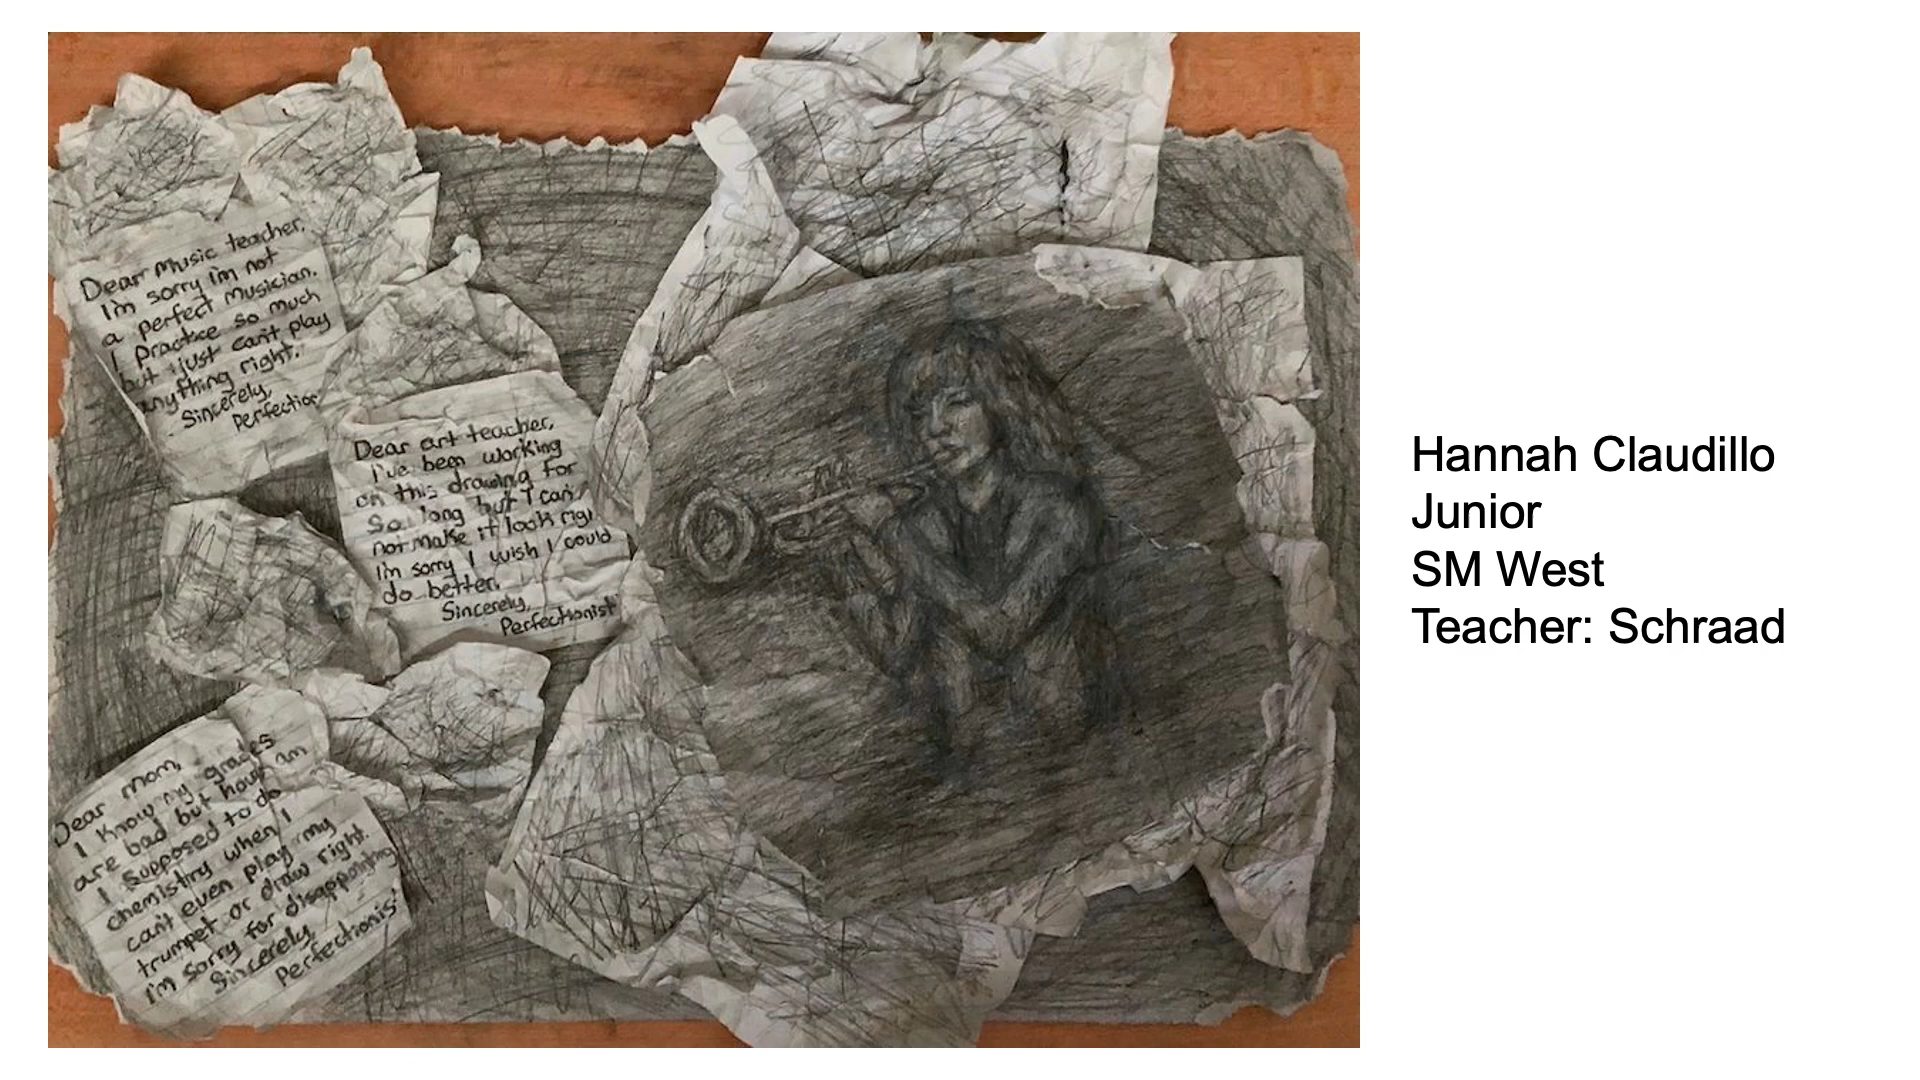 Dear Music teacher,
I'm sorry I'm not
a perfect musician.
I practice so much
but i just can't play
anything right.
Sincerely,
Perfection
Dear art teacher,
I've been working
on this drawing for
So long but I can
not make it look rig
I'm sorry I wish I could
do better.
Sincerely,
Perfectionist
Dear mom,
I know my grades
are bad but how am
I supposed to do
chemistry when I
can't even play my
trumpet or draw right.
I'm sorry for disappointing
Sincerely,
Perfectionis
Hannah Claudillo
Junior
SM West
Teacher: Schraad